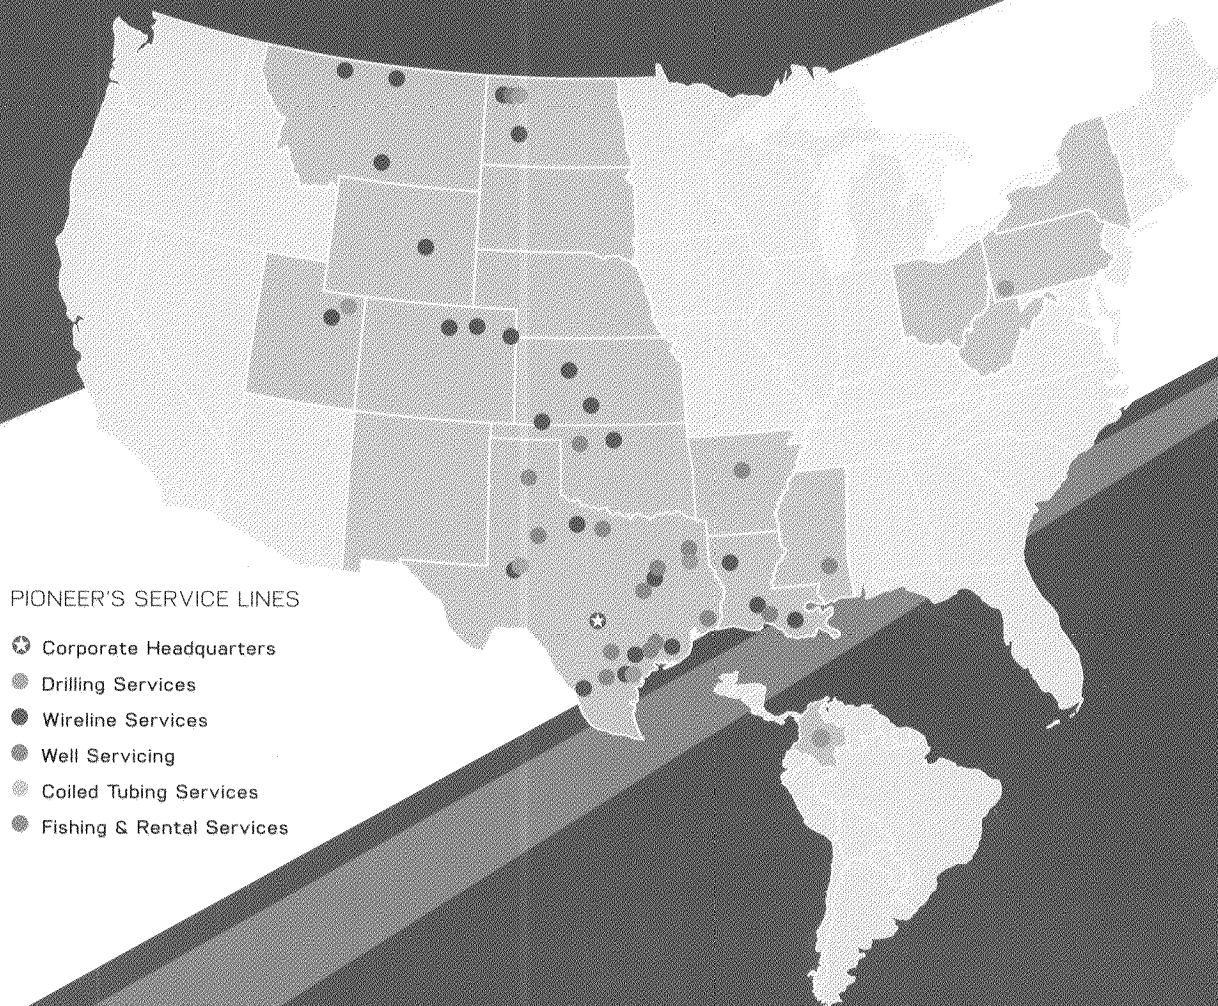 PIONEER'S SERVICE LINES
Corporate Headquarters
Drilling Services
Wireline Services
Well Servicing
Coiled Tubing Services
Fishing & Rental Services